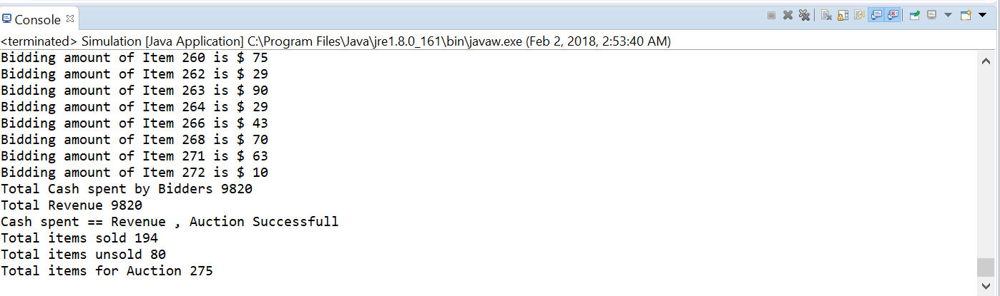 Console
<terminated> Simulation [Java Application] C:\Program Files\Java\jre1.8.0_161\bin\javaw.exe (Feb 2, 2018, 2:53:40 AM)
Bidding amount of Item 260 is $ 75
Bidding amount of Item 262 is $ 29
Bidding amount of Item 263 is $ 90
Bidding amount of Item 264 is $ 29
Bidding amount of Item 266 is $ 43
Bidding amount of Item 268 is $ 70
Bidding amount of Item 271 is $ 63
Bidding amount of Item 272 is $ 10
Total Cash spent by Bidders 9820
Total Revenue 9820
Cash spent == Revenue , Auction Successfull
Total items sold 194
Total items unsold 80
Total items for Auction 275